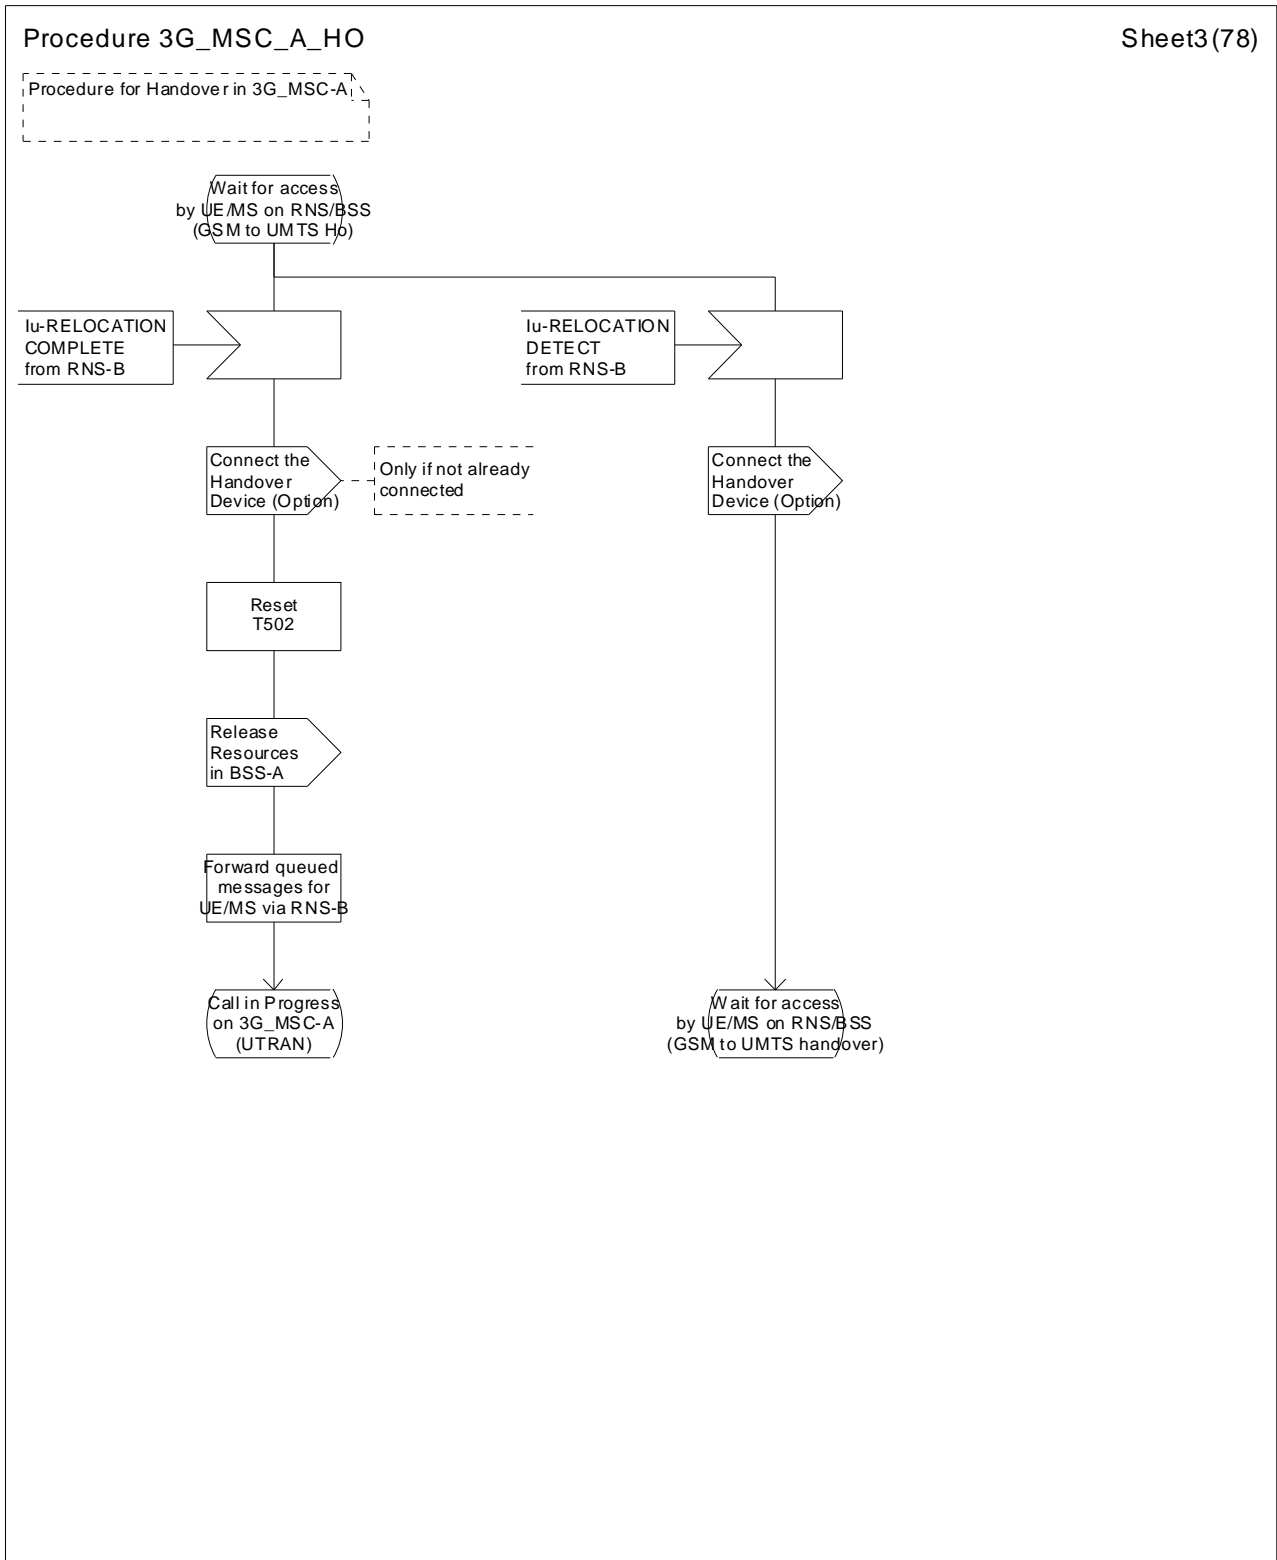 Procedure 3G_MSC_A_HO
Sheet3(78)
Procedure for Handover in 3G_MSC-A
Wait for access
by UE/MS on RNS/BSS
(GSM to UMTS Ho)
Iu-RELOCATION
COMPLETE
from RNS-B
Iu-RELOCATION
DETECT
from RNS-B
Connect the
Handover
Device (Option)
Only if not already
connected
Connect the
Handover
Device (Option)
Reset
T502
Release
Resources
in BSS-A
Forward queued
messages for
UE/MS via RNS-B
Call in Progress
on 3G_MSC-A
(UTRAN)
Wait for access
by UE/MS on RNS/BSS
(GSM to UMTS handover)